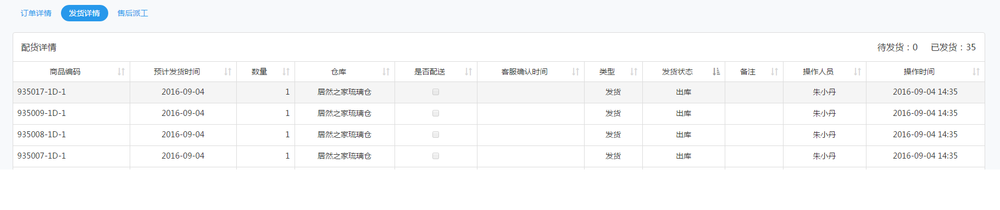 订单详情 发货详情 售后派工
配货详情 待发货：0 已发货：35
商品编码 预计发货时间 数量 仓库 是否配送 客服确认时间 类型 发货状态 备注 操作人员 操作时间
935017-1D-1 2016-09-04 1 居然之家琉璃仓 发货 出库 朱小丹 2016-09-04 14:35
935009-1D-1 2016-09-04 1 居然之家琉璃仓 发货 出库 朱小丹 2016-09-04 14:35
935008-1D-1 2016-09-04 1 居然之家琉璃仓 发货 出库 朱小丹 2016-09-04 14:35
935007-1D-1 2016-09-04 1 居然之家琉璃仓 发货 出库 朱小丹 2016-09-04 14:35